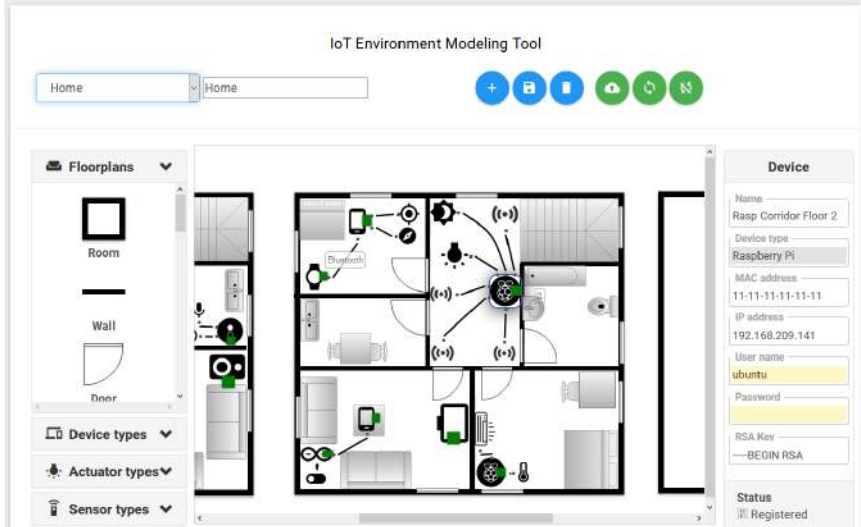 IoT Environment Modeling Tool
Home
Home
Floorplans
Room
Wall
Door
Device types
Actuator types
Sensor types
Bluetooth
Device
Name
Rasp Corridor Floor 2
Device type
Raspberry Pi
MAC address
11-11-11-11-11-11
IP address
192.168.209.141
User name
ubuntu
Password
RSA Key
-----BEGIN RSA
Status
Registered